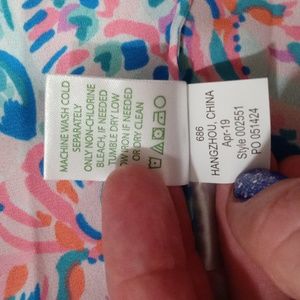 MACHINE WASH COLD
SEPARATELY
ONLY NON-CHLORINE
BLEACH, IF NEEDED
TUMBLE DRY LOW
IRON IF NEEDED
OR DRY CLEAN
686
HANGZHOU, CHINA
Apr-19
Style 002551
PO 051424